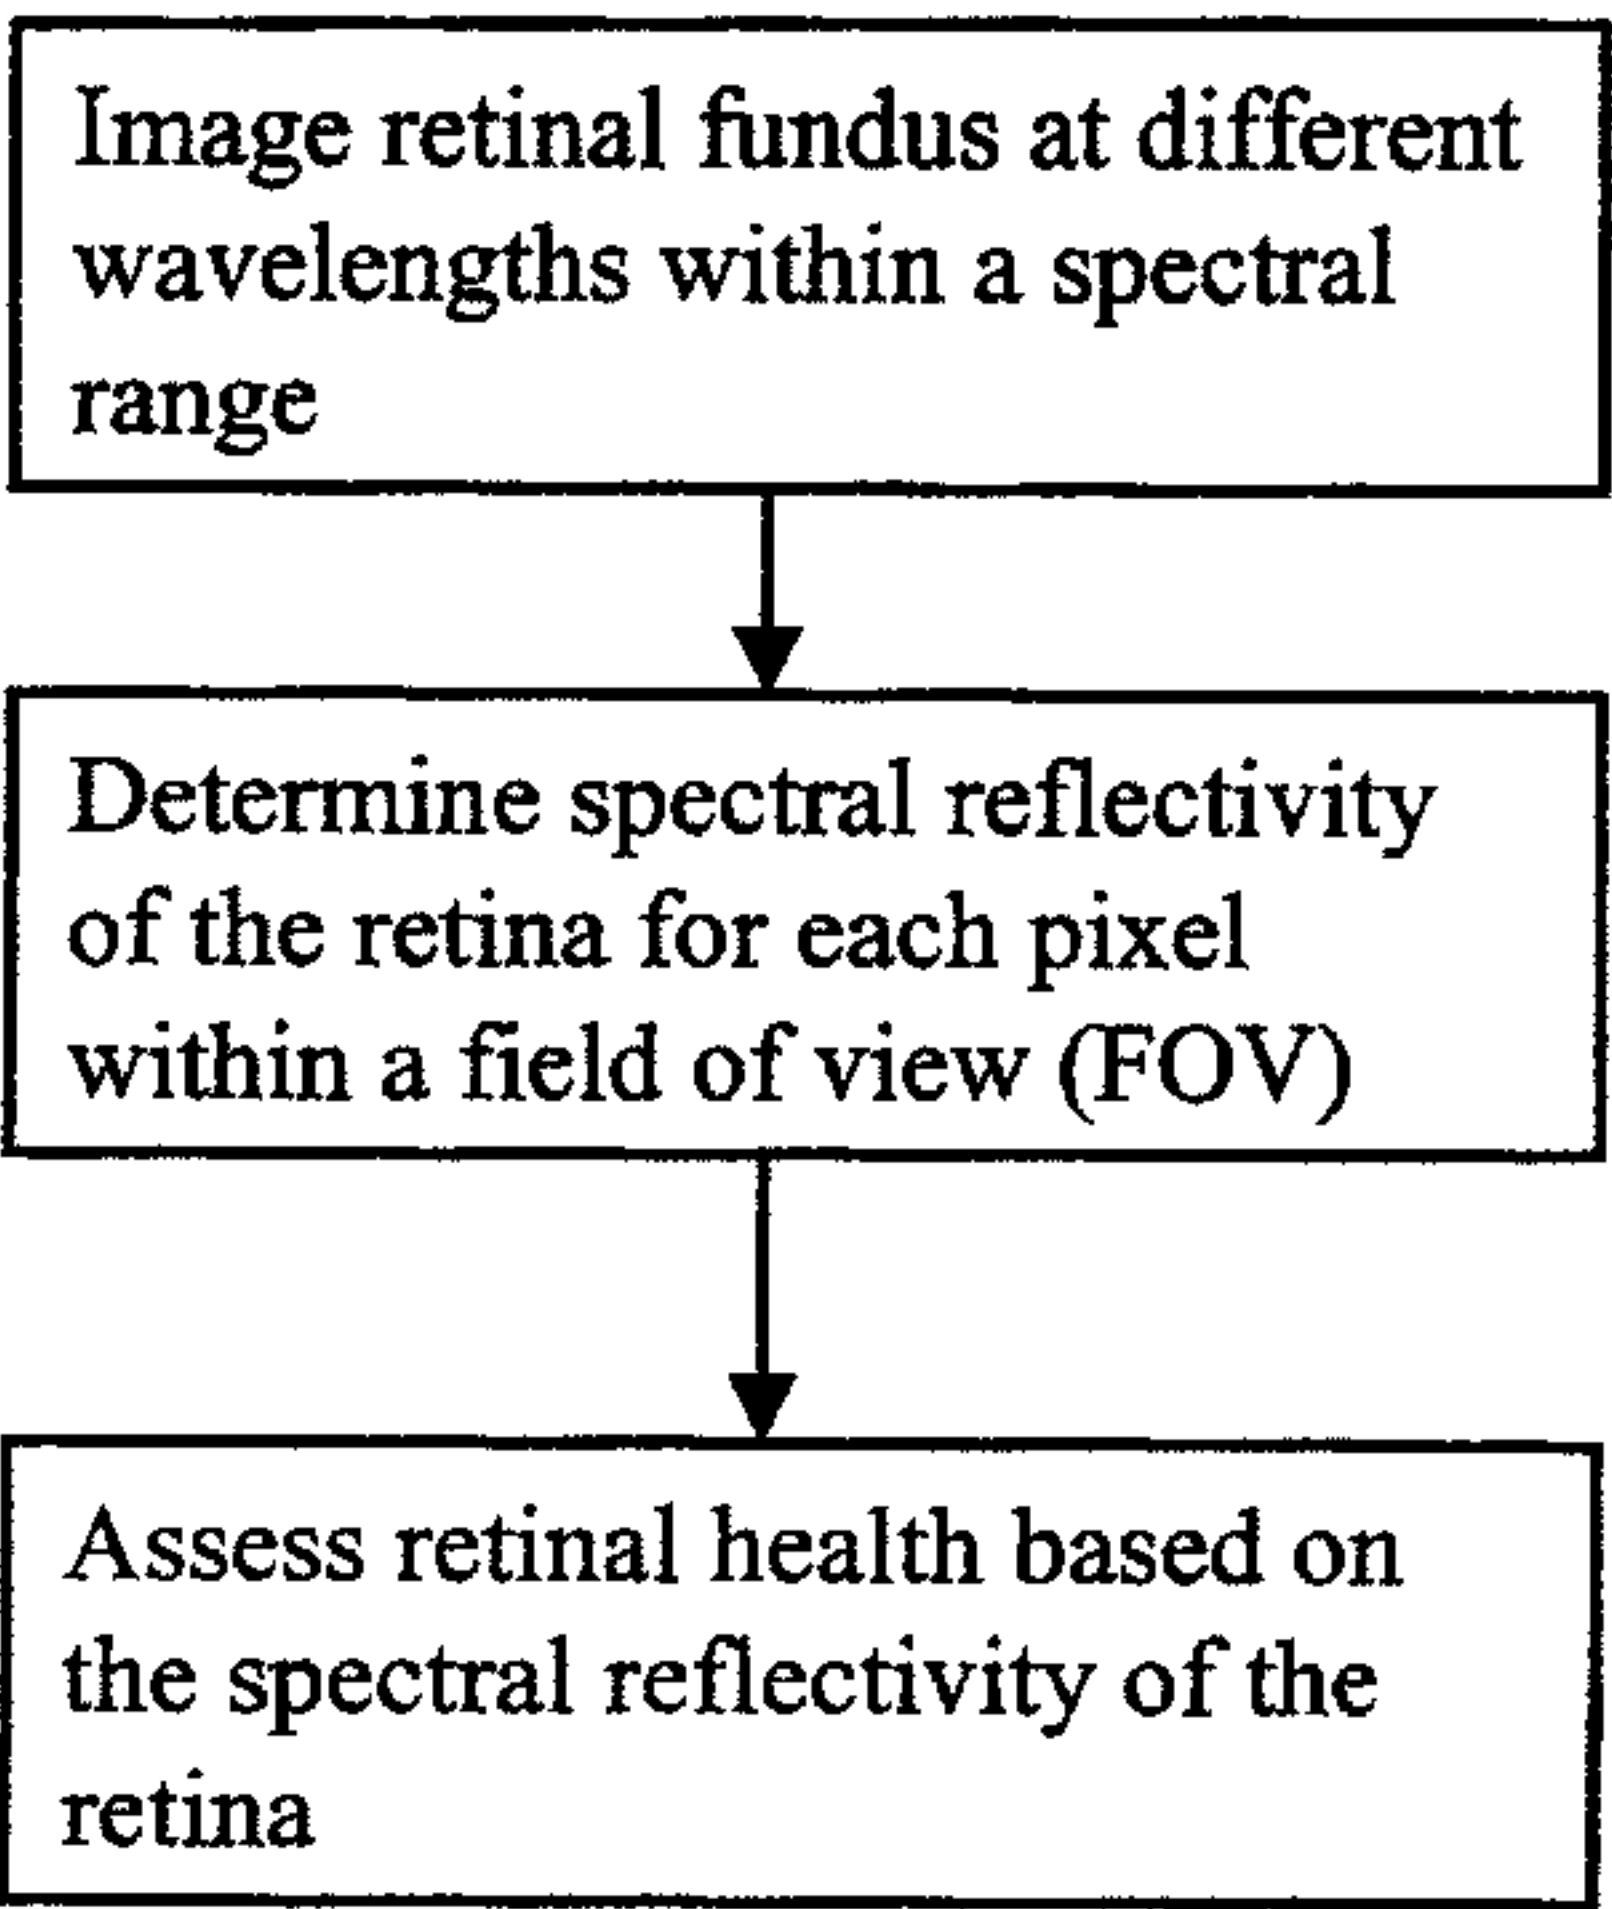 Image retinal fundus at different
wavelengths within a spectral
range
Determine spectral reflectivity
of the retina for each pixel
within a field of view (FOV)
Assess retinal health based on
the spectral reflectivity of the
retina